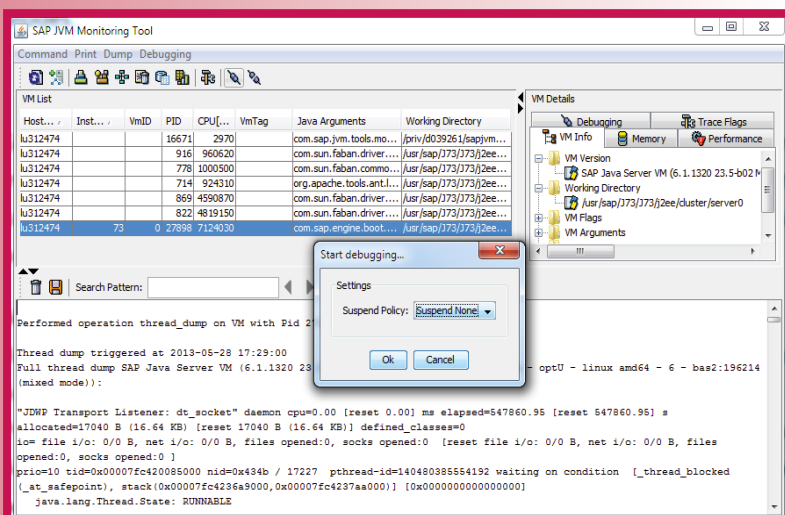 SAP JVM Monitoring Tool
Command Print Dump Debugging
VM List
Host... Inst... VmID PID CPU[... VmTag Java Arguments Working Directory
lu312474 16671 2970 com.sap.jvm.tools.mo... /priv/d039261/sapjvm...
lu312474 916 960620 com.sun.faban.driver.... /usr/sap/J73/J73/j2ee...
lu312474 778 1000500 com.sun.faban.commo... /usr/sap/J73/J73/j2ee...
lu312474 714 924310 org.apache.tools.ant.l... /usr/sap/J73/J73/j2ee...
lu312474 869 4590870 com.sun.faban.driver.... /usr/sap/J73/J73/j2ee...
lu312474 822 4819150 com.sun.faban.driver.... /usr/sap/J73/J73/j2ee...
lu312474 73 0 27898 7124030 com.sap.engine.boot.... /usr/sap/J73/J73/j2ee...
VM Details
Debugging Trace Flags
VM Info Memory Performance
VM Version
SAP Java Server VM (6.1.1320 23.5-b02
Working Directory
/usr/sap/J73/J73/j2ee/cluster/server0
VM Flags
VM Arguments
Start debugging...
Settings
Suspend Policy: Suspend None
Ok Cancel
Search Pattern:
Performed operation thread_dump on VM with Pid
Thread dump triggered at 2013-05-28 17:29:00
Full thread dump SAP Java Server VM (6.1.1320 23 - optU - linux amd64 - 6 - bas2:196214
(mixed mode)):
"JDWP Transport Listener: dt_socket" daemon cpu=0.00 [reset 0.00] ms elapsed=547860.95 [reset 547860.95] s
allocated=17040 B (16.64 KB) [reset 17040 B (16.64 KB)] defined_classes=0
io= file i/o: 0/0 B, net i/o: 0/0 B, files opened:0, socks opened:0 [reset file i/o: 0/0 B, net i/o: 0/0 B, files
opened:0, socks opened:0 ]
prio=10 tid=0x00007fc420085000 nid=0x434b / 17227 pthread-id=140480385554192 waiting on condition [_thread_blocked
(_at_safepoint), stack(0x00007fc4236a9000,0x00007fc4237aa000)] [0x0000000000000000]
java.lang.Thread.State: RUNNABLE